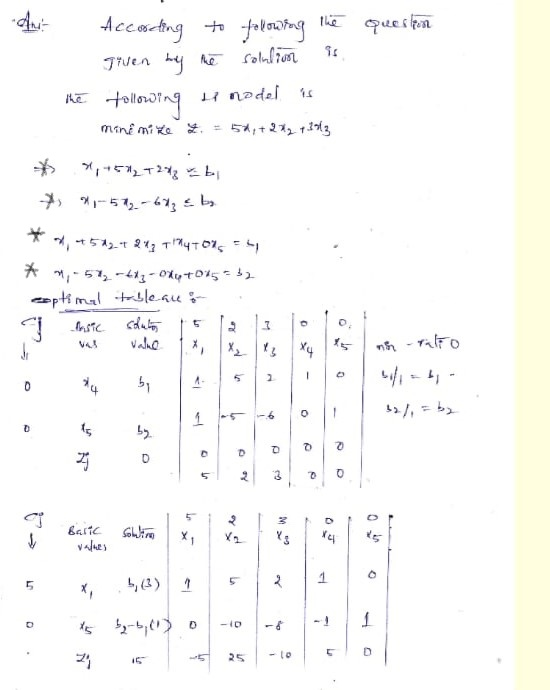 Ans:- According to following the question
given by the solution is.
the following LP model is
minimize Z. = 5x₁+2x₂+3x₃
* x₁+5x₂+2x₃ ≤ b₁
* x₁-5x₂-6x₃ ≤ b₂
* x₁+5x₂+2x₃+1x₄+0x₅ = b₁
* x₁-5x₂-6x₃-0x₄+0x₅ = b₂
optimal tableau :-
Cj ↓ Basic vas solution value 5 x₁ 2 x₂ 3 x₃ 0 x₄ 0 x₅ min - ratio
0 x₄ b₁ 1 5 2 1 0 b₁/1 = b₁ -
0 x₅ b₂ 1 -5 -6 0 1 b₂/1 = b₂
Zj 0 0 0 0 0 0
5 2 3 0 0
Cj ↓ Basic values solution 5 x₁ 2 x₂ 3 x₃ 0 x₄ 0 x₅
5 x₁ b₁(3) 1 5 2 1 0
0 x₅ b₂-b₁(1) 0 -10 -8 -1 1
Zj 15 -5 25 -10 5 0